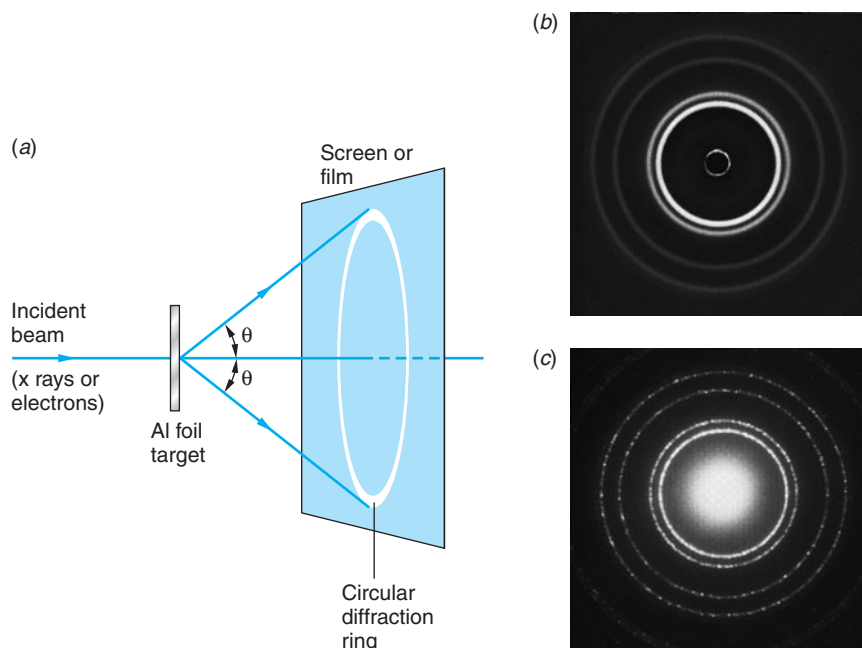 (a)
Incident
beam
(x rays or
electrons)
Al foil
target
θ
θ
Screen or
film
Circular
diffraction
ring
(b)
(c)